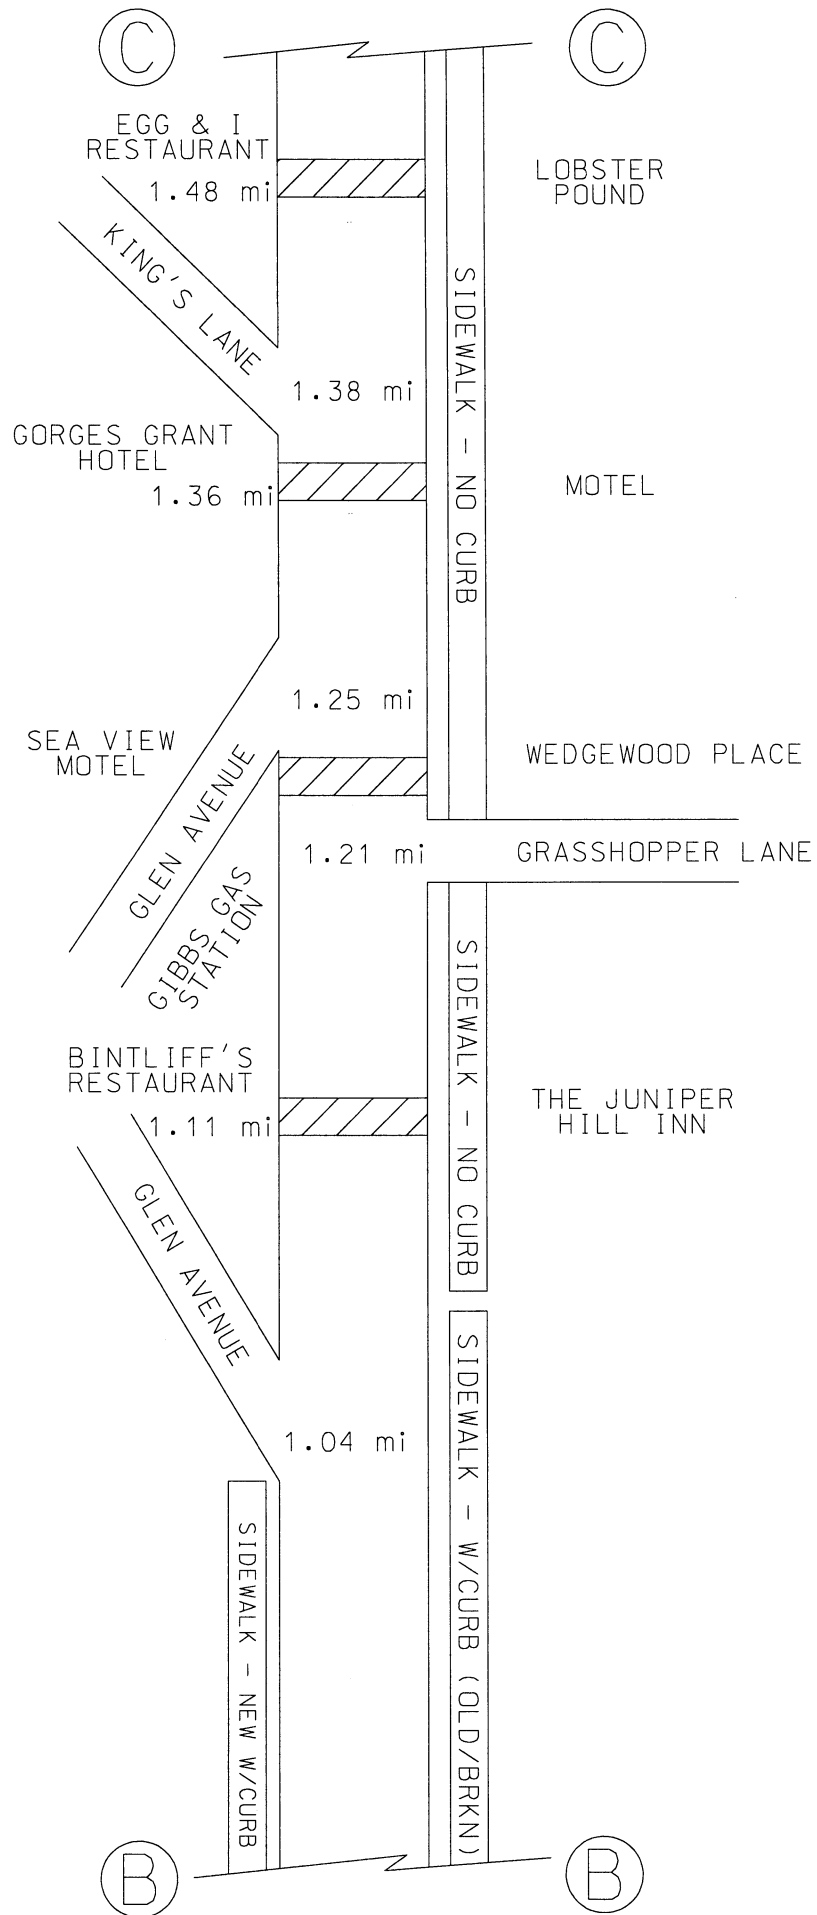 C
C
EGG & I
RESTAURANT
1.48 mi
LOBSTER
POUND
KING'S LANE
SIDEWALK - NO CURB
1.38 mi
GORGES GRANT
HOTEL
1.36 mi
MOTEL
1.25 mi
SEA VIEW
MOTEL
WEDGEWOOD PLACE
GLEN AVENUE
1.21 mi
GRASSHOPPER LANE
GIBBS GAS
STATION
SIDEWALK - NO CURB
BINTLIFF'S
RESTAURANT
1.11 mi
THE JUNIPER
HILL INN
GLEN AVENUE
1.04 mi
SIDEWALK - W/CURB (OLD/BRKN)
SIDEWALK - NEW W/CURB
B
B